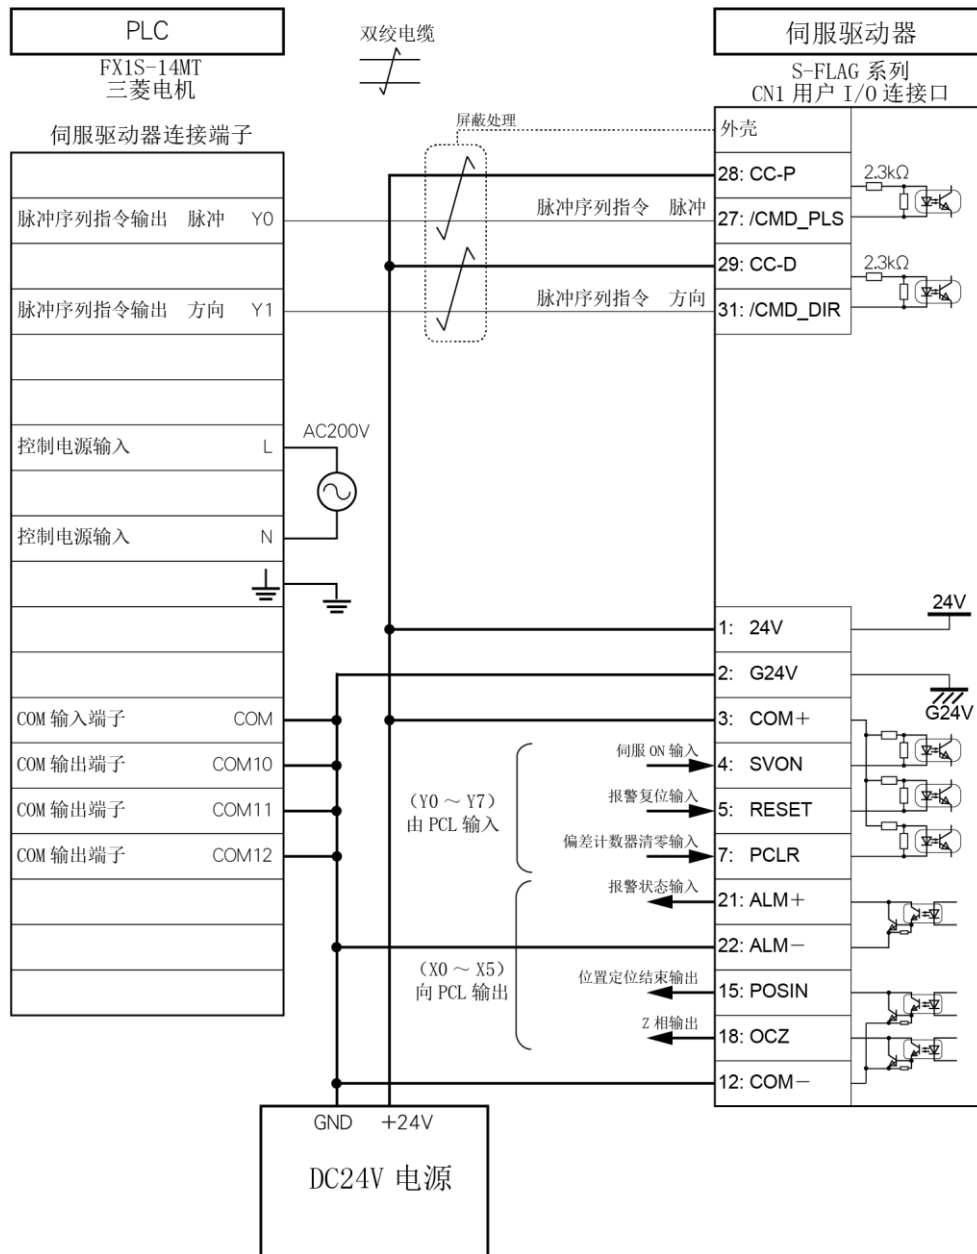 PLC
FX1S-14MT
三菱电机
伺服驱动器连接端子
脉冲序列指令输出 脉冲 Y0
脉冲序列指令输出 方向 Y1
控制电源输入 L
控制电源输入 N
COM 输入端子 COM
COM 输出端子 COM10
COM 输出端子 COM11
COM 输出端子 COM12
双绞电缆
屏蔽处理
脉冲序列指令 脉冲
脉冲序列指令 方向
AC200V
伺服驱动器
S-FLAG 系列
CN1 用户 I/O 连接口
外壳
28: CC-P
27: /CMD_PLS
29: CC-D
31: /CMD_DIR
2.3kΩ
2.3kΩ
1: 24V
2: G24V
3: COM+
4: SVON
5: RESET
7: PCLR
21: ALM+
22: ALM-
15: POSIN
18: OCZ
12: COM-
24V
G24V
伺服 ON 输入
报警复位输入
偏差计数器清零输入
报警状态输入
位置定位结束输出
Z 相输出
(Y0 ~ Y7)
由 PCL 输入
(X0 ~ X5)
向 PCL 输出
GND +24V
DC24V 电源